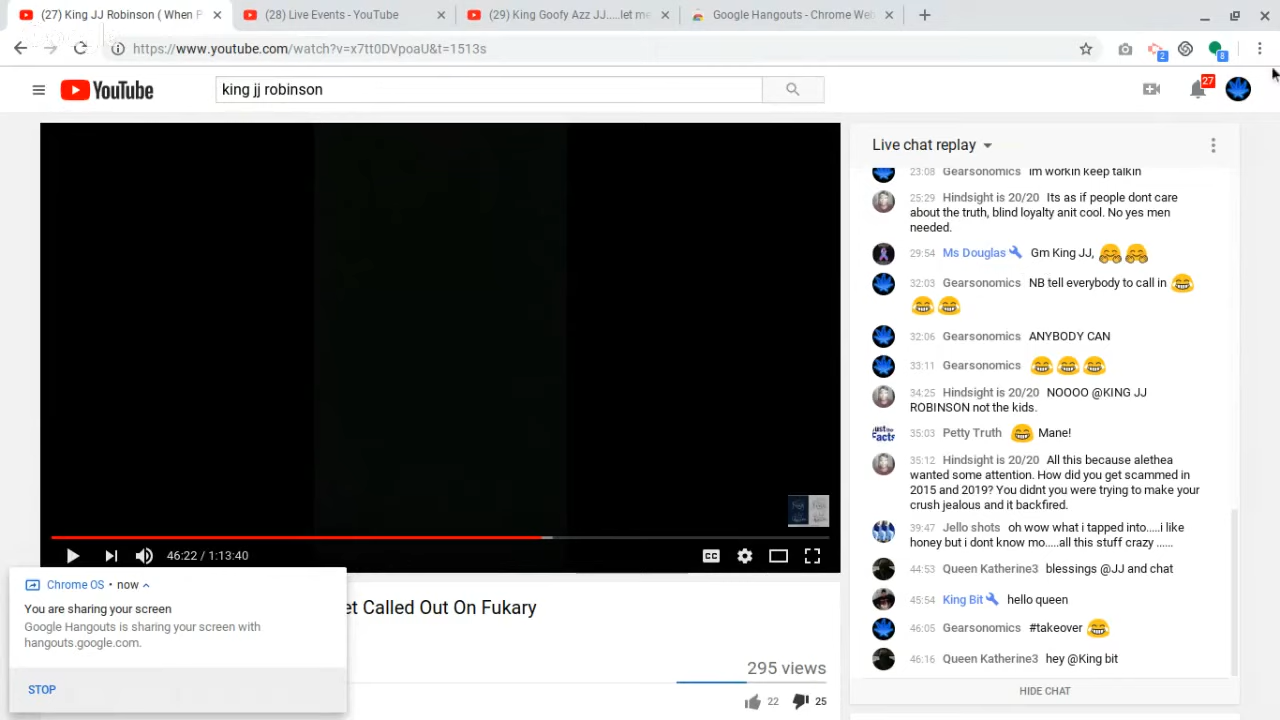 (27) King JJ Robinson ( When P
(28) Live Events - YouTube
(29) King Goofy Azz JJ.....let me
Google Hangouts - Chrome Web
https://www.youtube.com/watch?v=x7tt0DVpoaU&t=1513s
2
8
YouTube
king jj robinson
27
Live chat replay
23:08 Gearsonomics im workin keep talkin
25:29 Hindsight is 20/20 Its as if people dont care
about the truth, blind loyalty anit cool. No yes men
needed.
29:54 Ms Douglas Gm King JJ,
32:03 Gearsonomics NB tell everybody to call in
32:06 Gearsonomics ANYBODY CAN
33:11 Gearsonomics
34:25 Hindsight is 20/20 NOOOO @KING JJ
ROBINSON not the kids.
35:03 Petty Truth Mane!
35:12 Hindsight is 20/20 All this because alethea
wanted some attention. How did you get scammed in
2015 and 2019? You didnt you were trying to make your
crush jealous and it backfired.
39:47 Jello shots oh wow what i tapped into.....i like
honey but i dont know mo.....all this stuff crazy ......
44:53 Queen Katherine3 blessings @JJ and chat
45:54 King Bit hello queen
46:05 Gearsonomics #takeover
46:16 Queen Katherine3 hey @King bit
HIDE CHAT
46:22 / 1:13:40
CC
Chrome OS • now
You are sharing your screen
Google Hangouts is sharing your screen with
hangouts.google.com.
STOP
et Called Out On Fukary
295 views
22
25